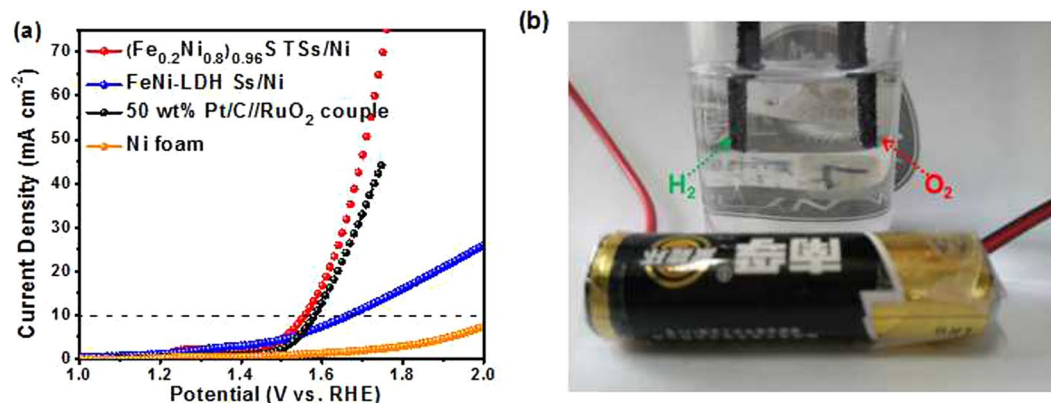 (a)
Current Density (mA cm⁻²)
70
60
50
40
30
20
10
0
(Fe₀.₂Ni₀.₈)₀.₉₆S TSs/Ni
FeNi-LDH Ss/Ni
50 wt% Pt/C//RuO₂ couple
Ni foam
1.0 1.2 1.4 1.6 1.8 2.0
Potential (V vs. RHE)
(b)
H₂
O₂